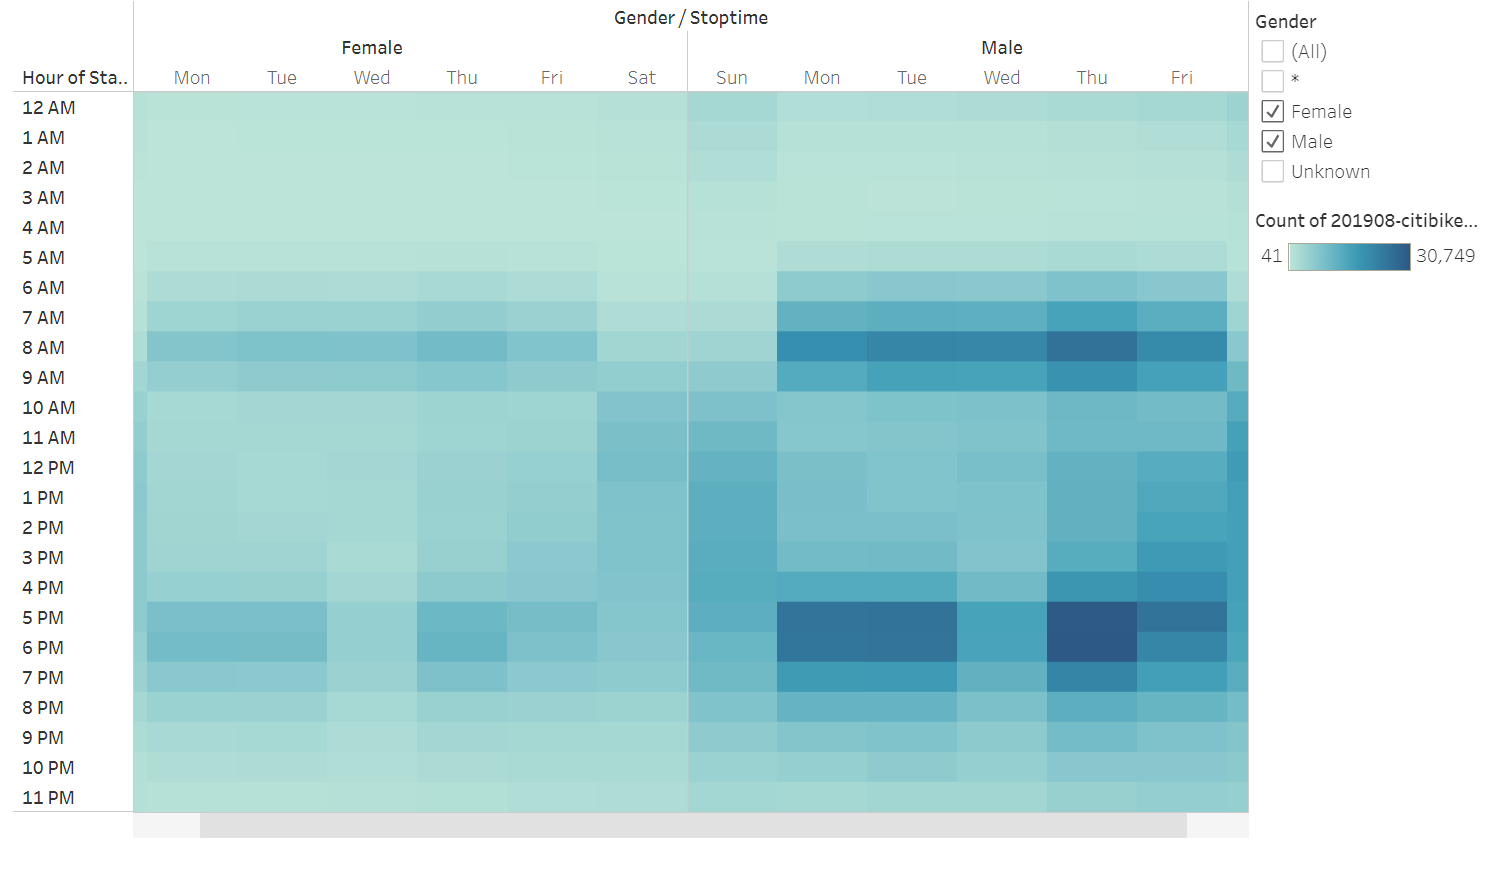 Gender / Stoptime
Female Male
Hour of Sta.. Mon Tue Wed Thu Fri Sat Sun Mon Tue Wed Thu Fri
12 AM
1 AM
2 AM
3 AM
4 AM
5 AM
6 AM
7 AM
8 AM
9 AM
10 AM
11 AM
12 PM
1 PM
2 PM
3 PM
4 PM
5 PM
6 PM
7 PM
8 PM
9 PM
10 PM
11 PM
Gender
(All)
*
Female
Male
Unknown
Count of 201908-citibike...
41 30,749